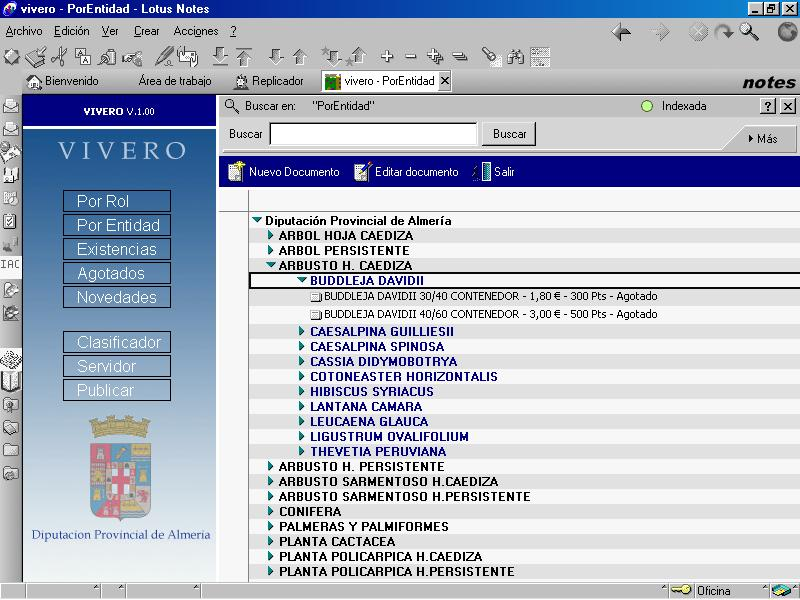 vivero - PorEntidad - Lotus Notes
Archivo Edición Ver Crear Acciones ?
Bienvenido Área de trabajo Replicador vivero - PorEntidad notes
VIVERO V.1.00
Buscar en: "PorEntidad" Indexada ?
Buscar Buscar Más
VIVERO
Nuevo Documento Editar documento Salir
Por Rol
Por Entidad
Existencias
Agotados
Novedades
Clasificador
Servidor
Publicar
IAC
Diputacion Provincial de Almeria
Diputación Provincial de Almería
ARBOL HOJA CAEDIZA
ARBOL PERSISTENTE
ARBUSTO H. CAEDIZA
BUDDLEJA DAVIDII
BUDDLEJA DAVIDII 30/40 CONTENEDOR - 1,80 € - 300 Pts - Agotado
BUDDLEJA DAVIDII 40/60 CONTENEDOR - 3,00 € - 500 Pts - Agotado
CAESALPINA GUILLIESII
CAESALPINA SPINOSA
CASSIA DIDYMOBOTRYA
COTONEASTER HORIZONTALIS
HIBISCUS SYRIACUS
LANTANA CAMARA
LEUCAENA GLAUCA
LIGUSTRUM OVALIFOLIUM
THEVETIA PERUVIANA
ARBUSTO H. PERSISTENTE
ARBUSTO SARMENTOSO H.CAEDIZA
ARBUSTO SARMENTOSO H.PERSISTENTE
CONIFERA
PALMERAS Y PALMIFORMES
PLANTA CACTACEA
PLANTA POLICARPICA H.CAEDIZA
PLANTA POLICARPICA H.PERSISTENTE
Oficina